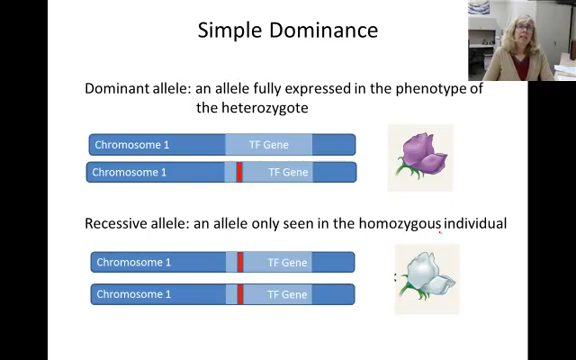 Simple Dominance
Dominant allele: an allele fully expressed in the phenotype of
the heterozygote
Chromosome 1 TF Gene
Chromosome 1 TF Gene
Recessive allele: an allele only seen in the homozygous individual
Chromosome 1 TF Gene
Chromosome 1 TF Gene